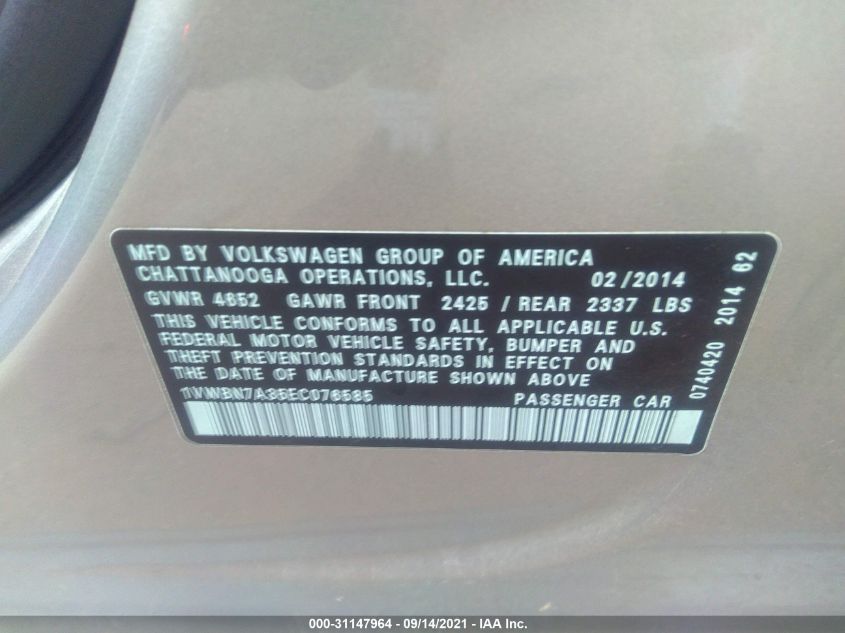 MFD BY VOLKSWAGEN GROUP OF AMERICA
CHATTANOOGA OPERATIONS, LLC. 02/2014
GVWR 4652 GAWR FRONT 2425 / REAR 2337 LBS
THIS VEHICLE CONFORMS TO ALL APPLICABLE U.S.
FEDERAL MOTOR VEHICLE SAFETY, BUMPER AND
THEFT PREVENTION STANDARDS IN EFFECT ON
THE DATE OF MANUFACTURE SHOWN ABOVE
1VWBN7A35EC076585 PASSENGER CAR
0740420 2014 62
000-31147964 - 09/14/2021 - IAA Inc.